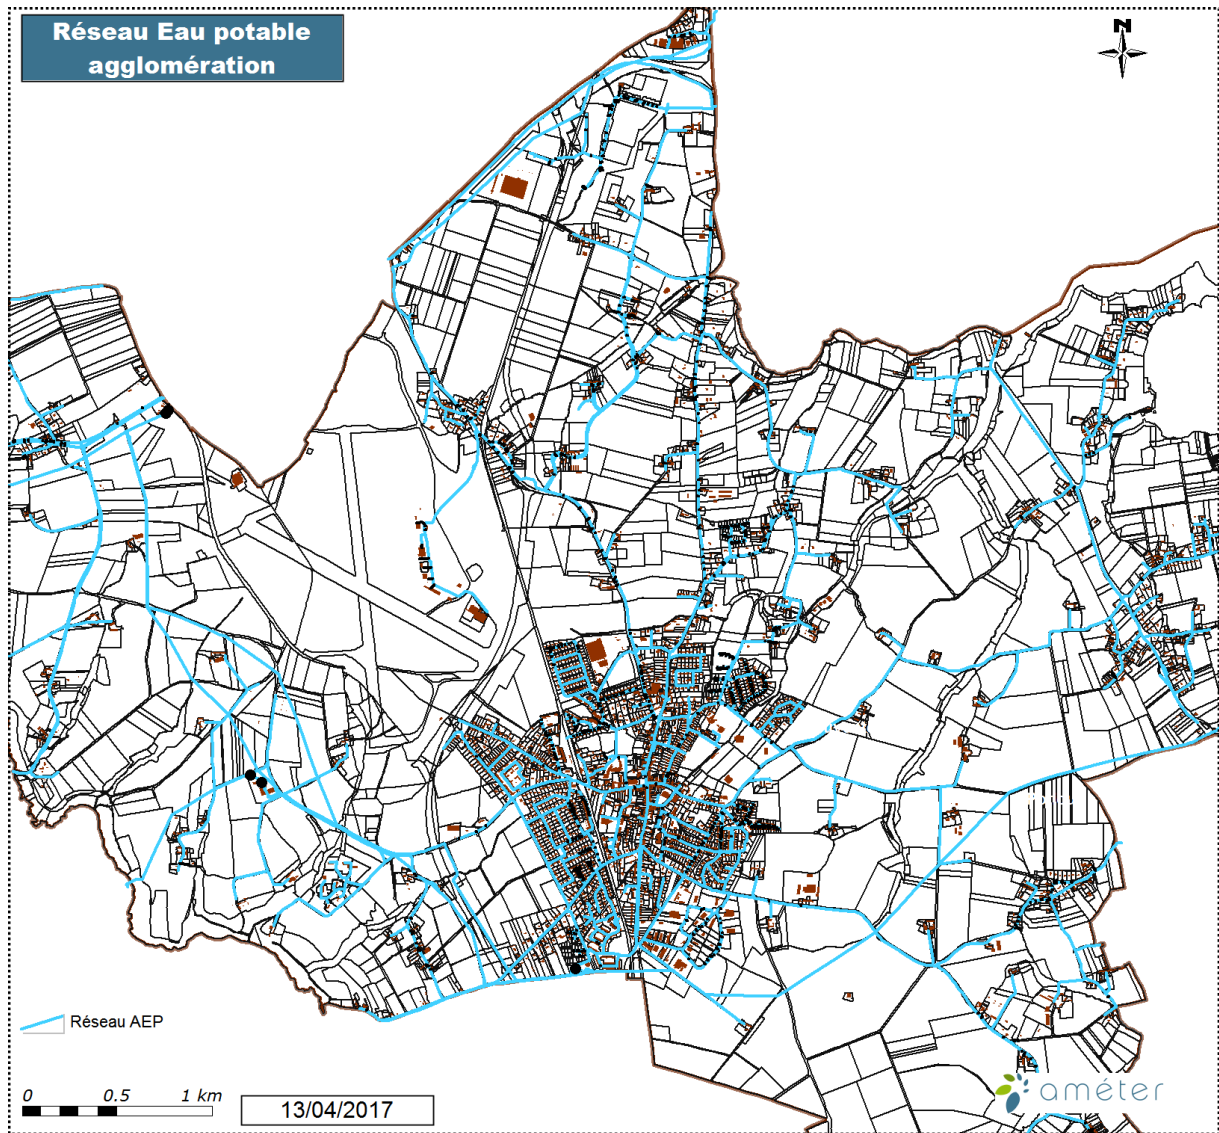 Réseau Eau potable
agglomération
N
Réseau AEP
0 0.5 1 km
13/04/2017
améter